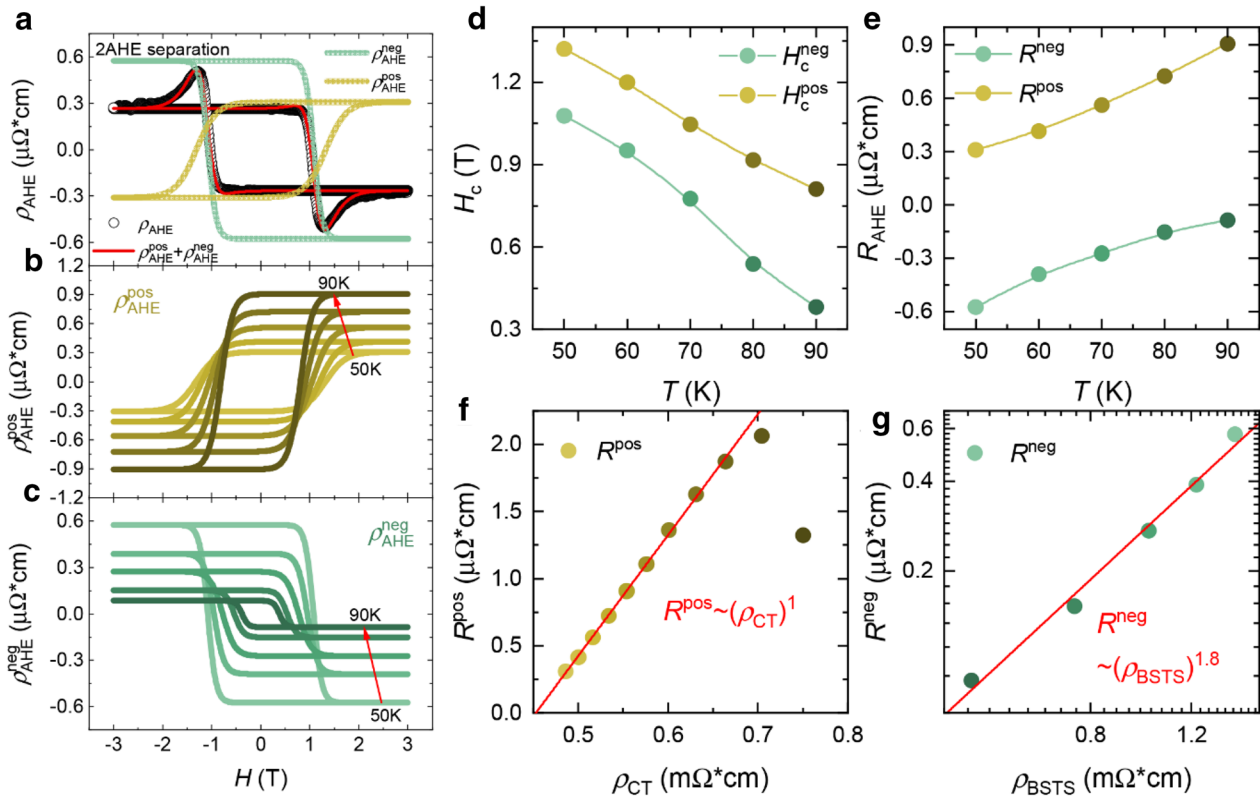 a
2AHE separation
ρ_AHE^neg
ρ_AHE^pos
ρ_AHE
ρ_AHE^pos+ρ_AHE^neg
ρ_AHE (μΩ*cm)
0.6
0.3
0.0
-0.3
-0.6
b
ρ_AHE^pos
90K
50K
ρ_AHE^pos (μΩ*cm)
1.2
0.9
0.6
0.3
0.0
-0.3
-0.6
-0.9
-1.2
c
ρ_AHE^neg
90K
50K
ρ_AHE^neg (μΩ*cm)
0.6
0.3
0.0
-0.3
-0.6
-3 -2 -1 0 1 2 3
H (T)
d
H_c^neg
H_c^pos
H_c (T)
1.2
0.9
0.6
0.3
50 60 70 80 90
T (K)
e
R^neg
R^pos
R_AHE (μΩ*cm)
0.9
0.6
0.3
0.0
-0.3
-0.6
50 60 70 80 90
T (K)
f
R^pos
R^pos~(ρ_CT)^1
R^pos (μΩ*cm)
2.0
1.5
1.0
0.5
0.0
0.5 0.6 0.7 0.8
ρ_CT (mΩ*cm)
g
R^neg
R^neg
~(ρ_BSTS)^1.8
R^neg (μΩ*cm)
0.6
0.4
0.2
0.8 1.2
ρ_BSTS (mΩ*cm)